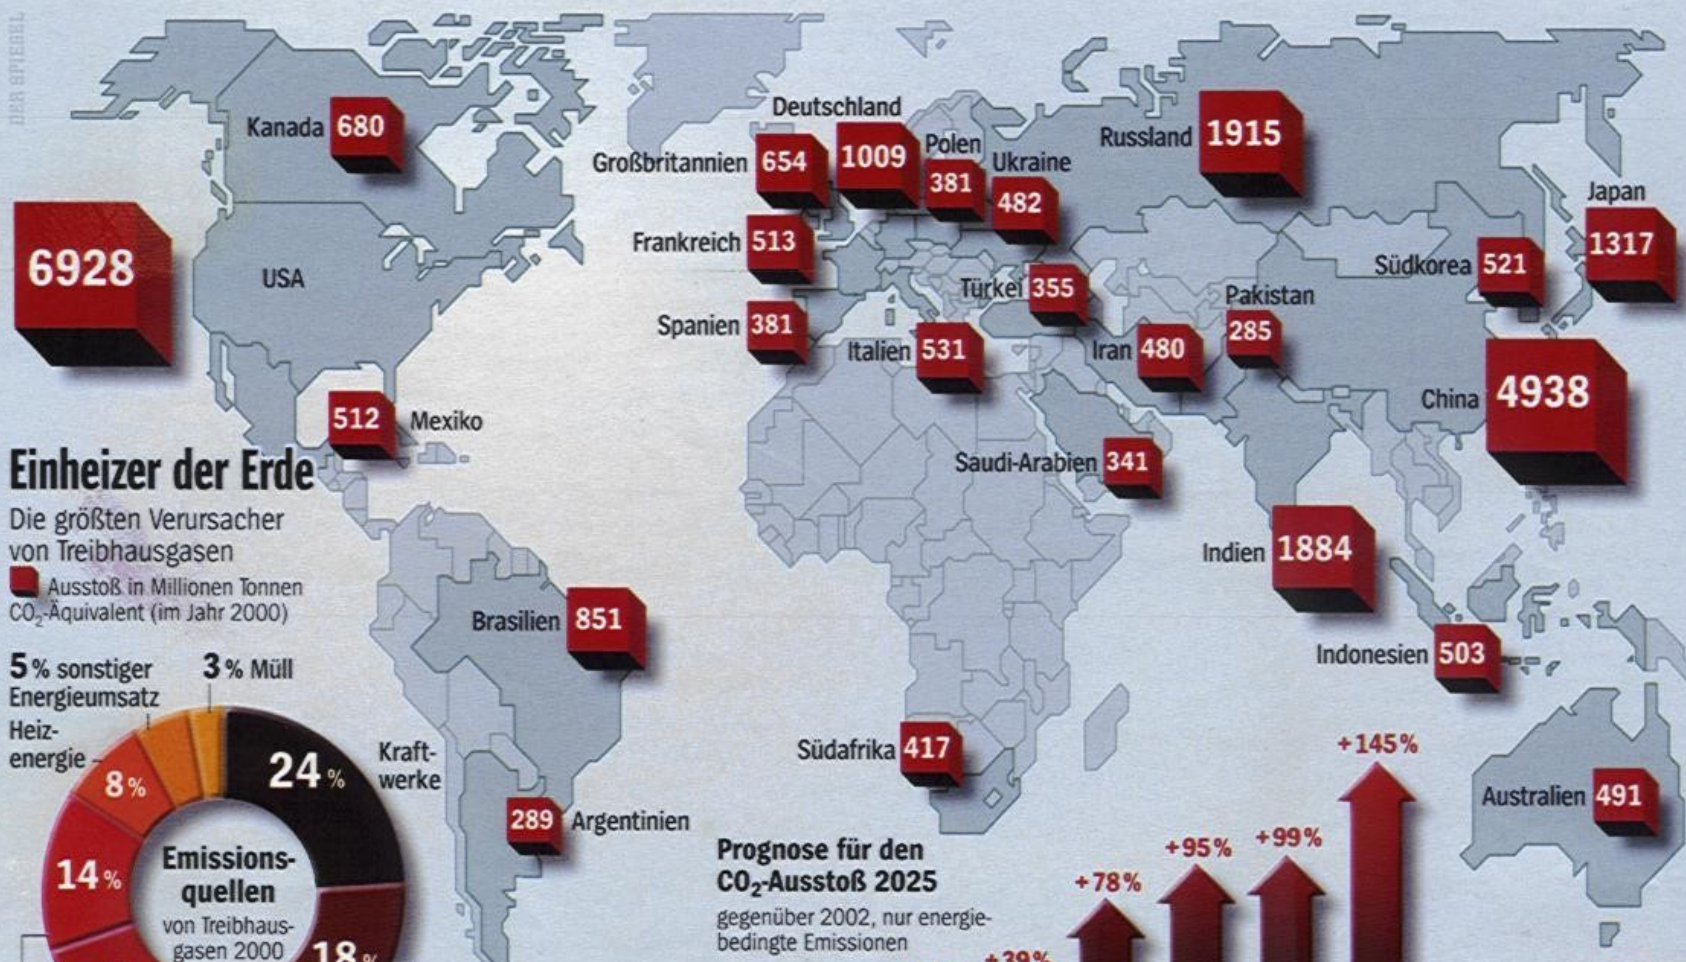 DER SPIEGEL
Kanada 680
Deutschland
1009
Großbritannien 654
Polen
381
Ukraine
482
Russland 1915
Japan
1317
6928
USA
Frankreich 513
Türkei 355
Südkorea 521
Pakistan
285
Spanien 381
Italien 531
Iran 480
China 4938
512 Mexiko
Saudi-Arabien 341
Einheizer der Erde
Die größten Verursacher
von Treibhausgasen
Ausstoß in Millionen Tonnen
CO₂-Äquivalent (im Jahr 2000)
Indien 1884
Brasilien 851
Indonesien 503
Südafrika 417
Australien 491
289 Argentinien
5% sonstiger
Energieumsatz
3% Müll
Heiz-
energie
8%
24%
Kraft-
werke
14%
18%
Emissions-
quellen
von Treibhaus-
gasen 2000
Prognose für den
CO₂-Ausstoß 2025
gegenüber 2002, nur energie-
bedingte Emissionen
+39%
+78%
+95%
+99%
+145%